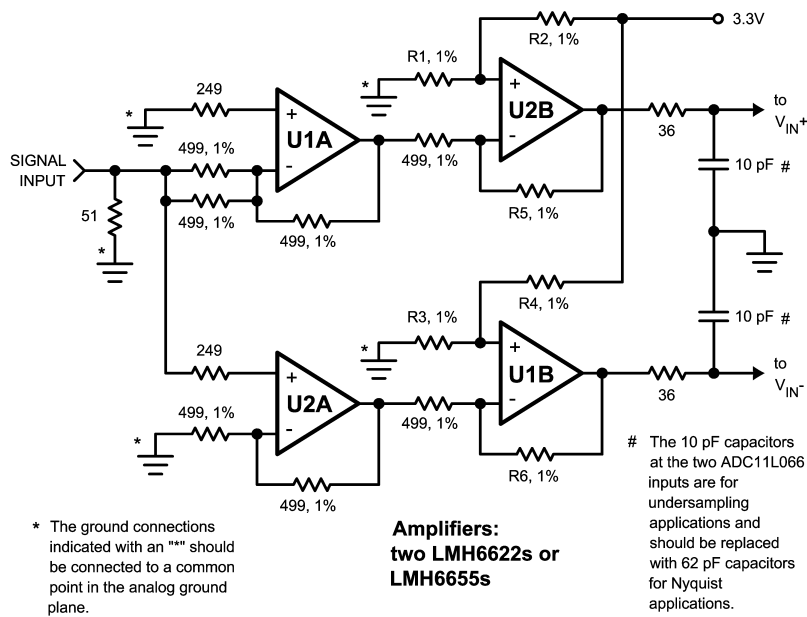 R2, 1%
3.3V
R1, 1%
*
249
+
U2B
-
to
VIN+
*
+
U1A
-
499, 1%
36
SIGNAL
INPUT
499, 1%
10 pF #
51
499, 1%
R5, 1%
*
499, 1%
R4, 1%
R3, 1%
10 pF #
*
249
+
U1B
-
to
VIN-
+
U2A
-
499, 1%
36
499, 1%
*
R6, 1%
499, 1%
# The 10 pF capacitors
at the two ADC11L066
inputs are for
undersampling
applications and
should be replaced
with 62 pF capacitors
for Nyquist
applications.
* The ground connections
indicated with an "*" should
be connected to a common
point in the analog ground
plane.
Amplifiers:
two LMH6622s or
LMH6655s